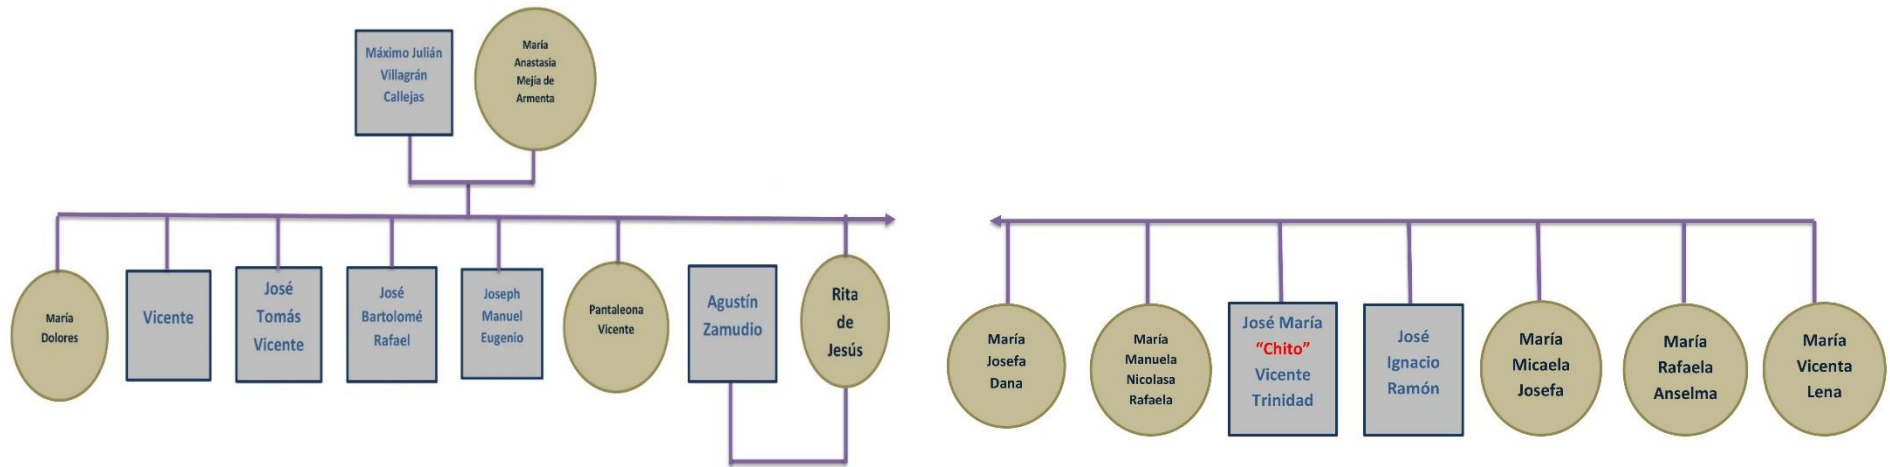 Máximo Julián
Villagrán
Callejas
María
Anastasia
Mejía de
Armenta
María
Dolores
Vicente
José
Tomás
Vicente
José
Bartolomé
Rafael
Joseph
Manuel
Eugenio
Pantaleona
Vicente
Agustín
Zamudio
Rita
de
Jesús
María
Josefa
Dana
María
Manuela
Nicolasa
Rafaela
José María
“Chito”
Vicente
Trinidad
José
Ignacio
Ramón
María
Micaela
Josefa
María
Rafaela
Anselma
María
Vicenta
Lena